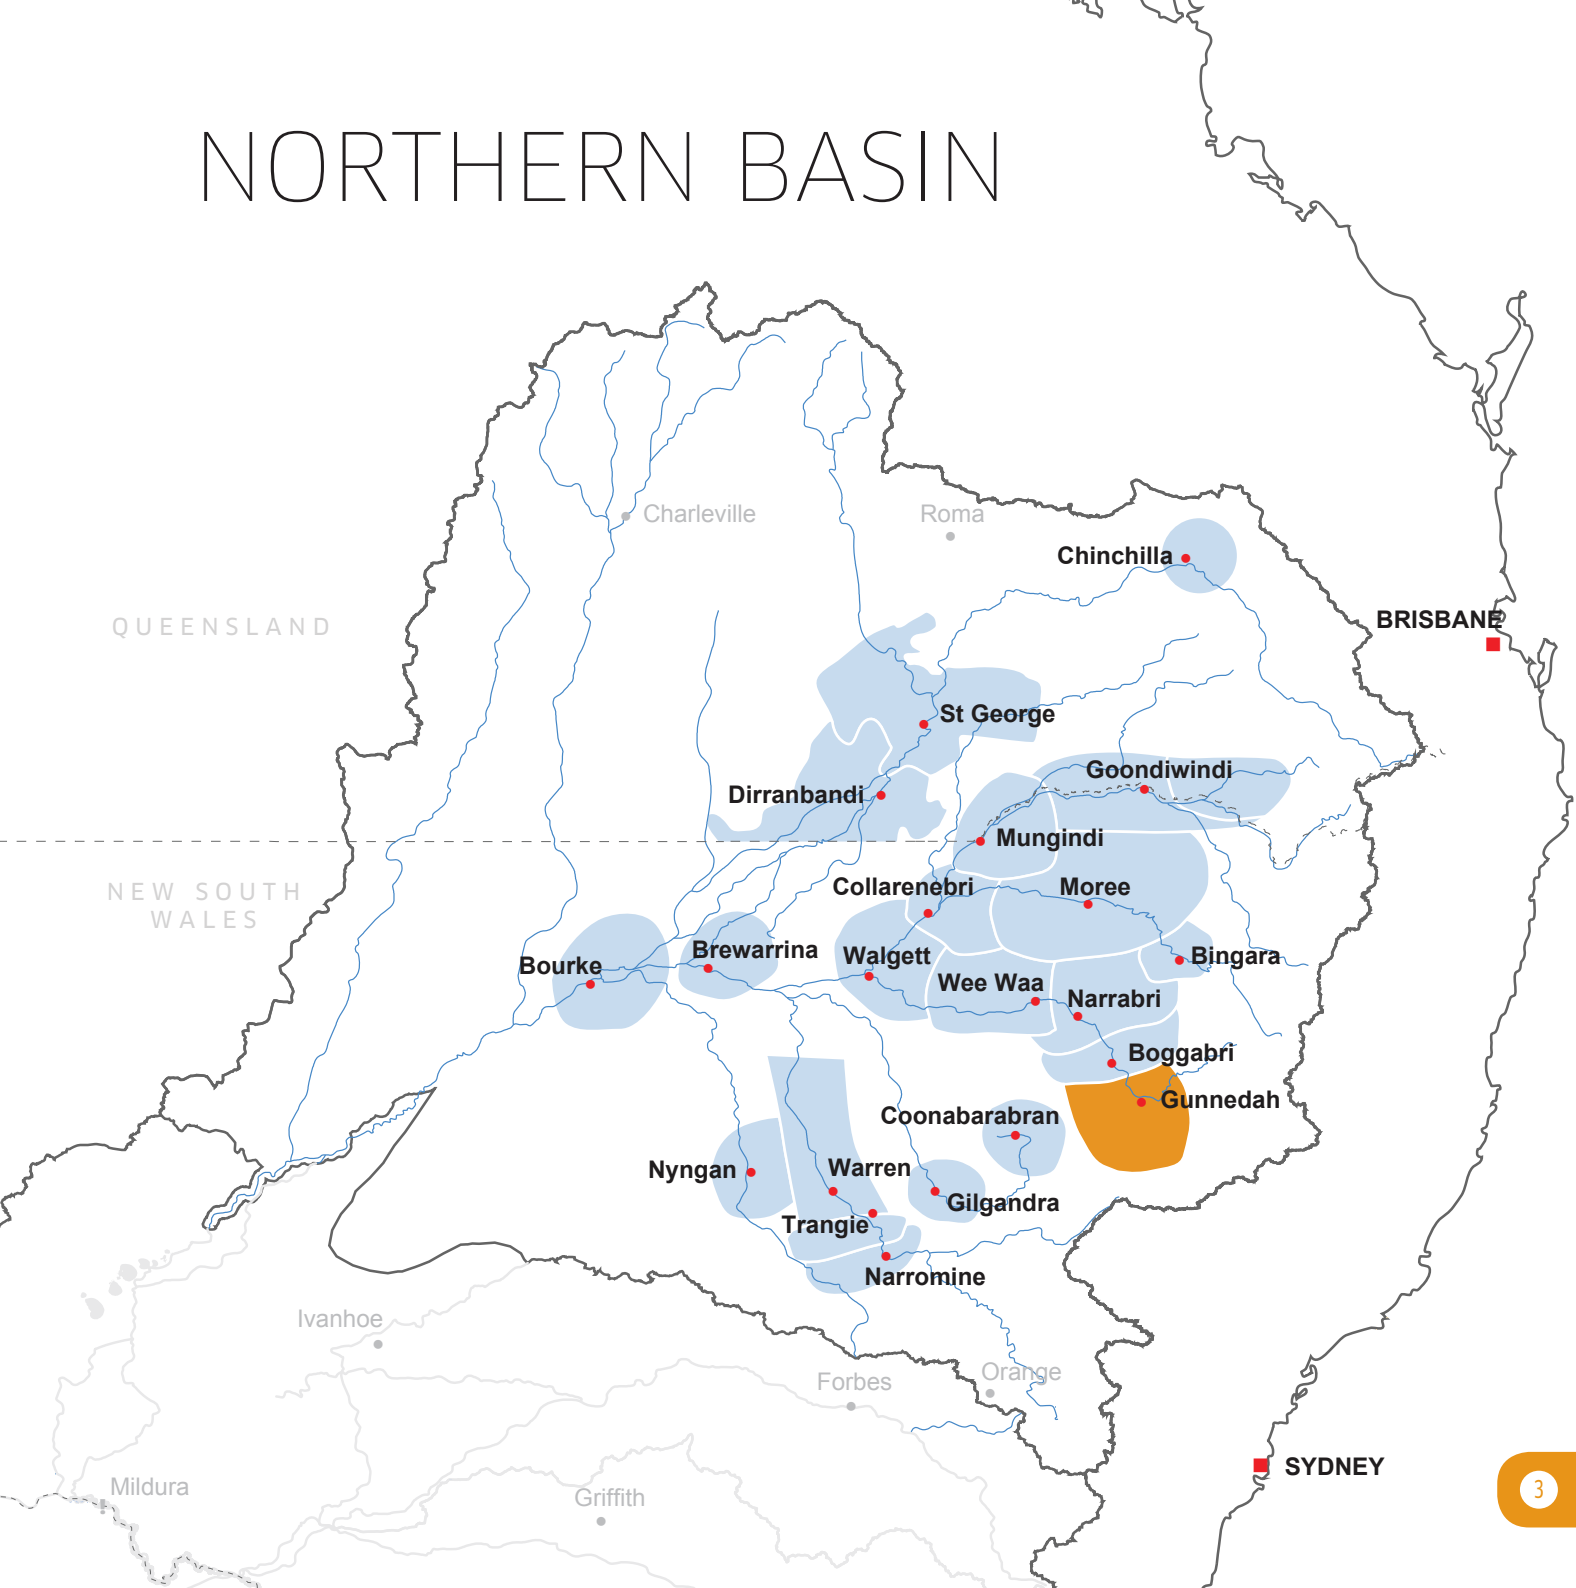 NORTHERN BASIN
Charleville
Roma
Chinchilla
QUEENSLAND
BRISBANE
St George
Goondiwindi
Dirranbandi
Mungindi
NEW SOUTH
WALES
Collarenebri
Moree
Brewarrina
Walgett
Bingara
Bourke
Wee Waa
Narrabri
Boggabri
Gunnedah
Coonabarabran
Nyngan
Warren
Gilgandra
Trangie
Narromine
Ivanhoe
Forbes
Orange
SYDNEY
Mildura
Griffith
3